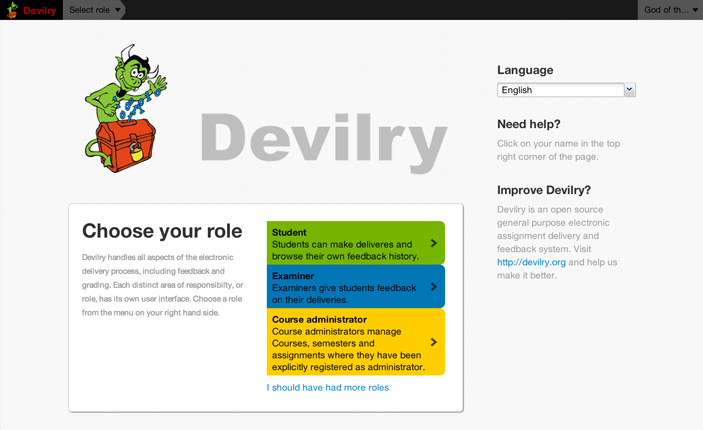 Devilry
Select role
God of th...
Devilry
Choose your role
Devilry handles all aspects of the electronic
delivery process, including feedback and
grading. Each distinct area of responsibilty, or
role, has its own user interface. Choose a role
from the menu on your right hand side.
Student
Students can make deliveres and
browse their own feedback history.
Examiner
Examiners give students feedback
on their deliveries.
Course administrator
Course administrators manage
Courses, semesters and
assignments where they have been
explicitly registered as administrator.
I should have had more roles
Language
English
Need help?
Click on your name in the top
right corner of the page.
Improve Devilry?
Devilry is an open source
general purpose electronic
assignment delivery and
feedback system. Visit
http://devilry.org and help us
make it better.